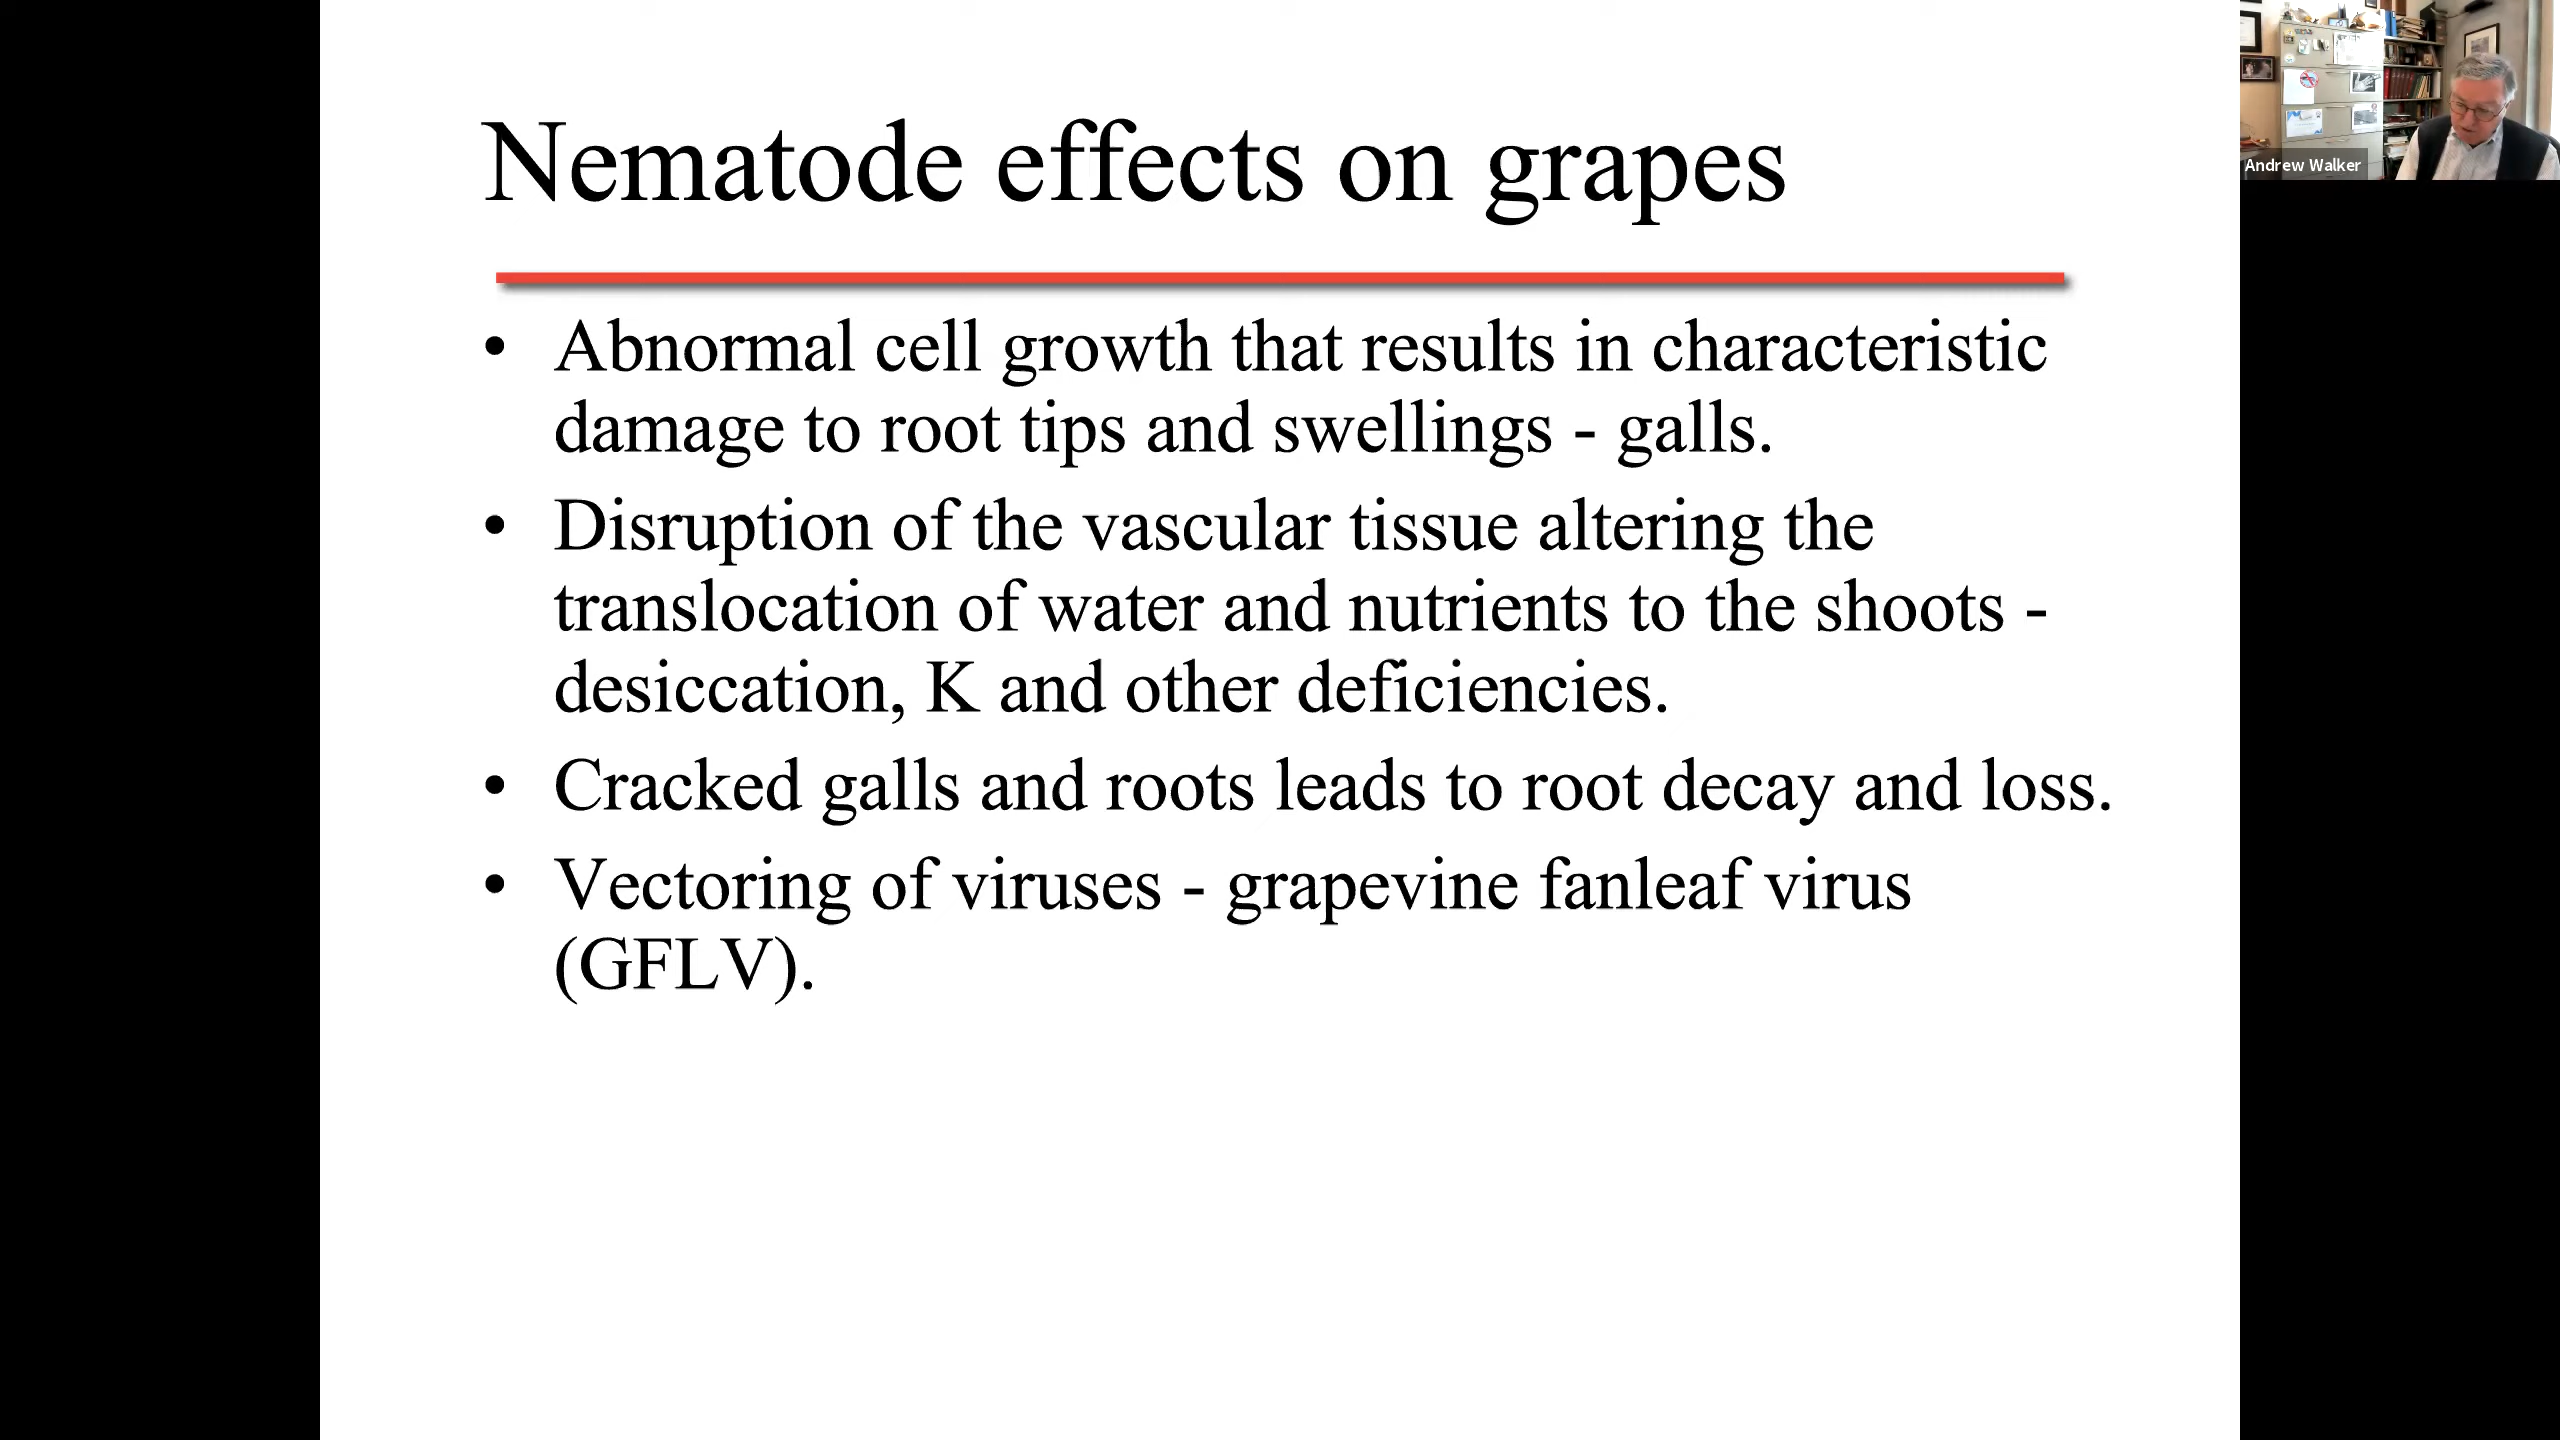 Nematode effects on grapes
Andrew Walker
• Abnormal cell growth that results in characteristic
damage to root tips and swellings - galls.
• Disruption of the vascular tissue altering the
translocation of water and nutrients to the shoots -
desiccation, K and other deficiencies.
• Cracked galls and roots leads to root decay and loss.
• Vectoring of viruses - grapevine fanleaf virus
(GFLV).